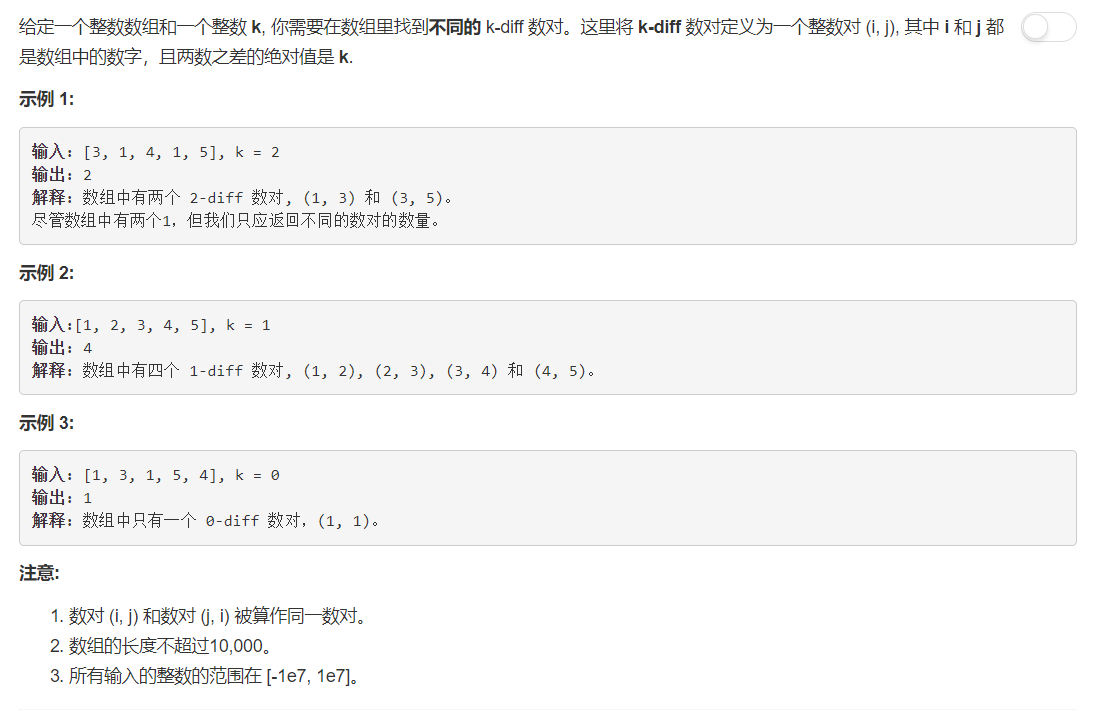 给定一个整数数组和一个整数 k, 你需要在数组里找到不同的 k-diff 数对。这里将 k-diff 数对定义为一个整数对 (i, j), 其中 i 和 j 都
是数组中的数字，且两数之差的绝对值是 k.
示例 1:
输入: [3, 1, 4, 1, 5], k = 2
输出: 2
解释: 数组中有两个 2-diff 数对, (1, 3) 和 (3, 5)。
尽管数组中有两个1，但我们只应返回不同的数对的数量。
示例 2:
输入:[1, 2, 3, 4, 5], k = 1
输出: 4
解释: 数组中有四个 1-diff 数对, (1, 2), (2, 3), (3, 4) 和 (4, 5)。
示例 3:
输入: [1, 3, 1, 5, 4], k = 0
输出: 1
解释: 数组中只有一个 0-diff 数对，(1, 1)。
注意:
1. 数对 (i, j) 和数对 (j, i) 被算作同一数对。
2. 数组的长度不超过10,000。
3. 所有输入的整数的范围在 [-1e7, 1e7]。